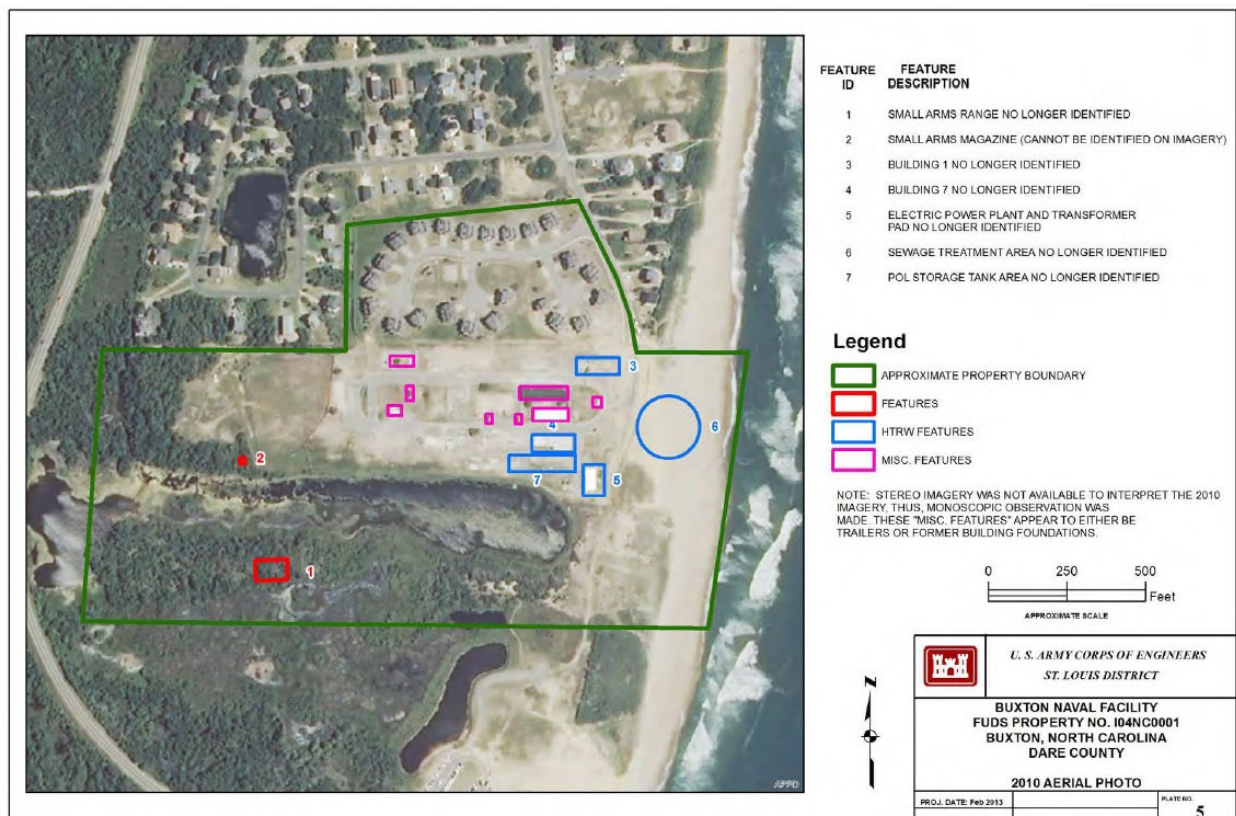 FEATURE ID FEATURE DESCRIPTION
1 SMALL ARMS RANGE NO LONGER IDENTIFIED
2 SMALL ARMS MAGAZINE (CANNOT BE IDENTIFIED ON IMAGERY)
3 BUILDING 1 NO LONGER IDENTIFIED
4 BUILDING 7 NO LONGER IDENTIFIED
5 ELECTRIC POWER PLANT AND TRANSFORMER
PAD NO LONGER IDENTIFIED
6 SEWAGE TREATMENT AREA NO LONGER IDENTIFIED
7 POL STORAGE TANK AREA NO LONGER IDENTIFIED
3
4
6
2
7
5
1
APPG
Legend
APPROXIMATE PROPERTY BOUNDARY
FEATURES
HTRW FEATURES
MISC. FEATURES
NOTE: STEREO IMAGERY WAS NOT AVAILABLE TO INTERPRET THE 2010
IMAGERY, THUS, MONOSCOPIC OBSERVATION WAS
MADE. THESE "MISC. FEATURES" APPEAR TO EITHER BE
TRAILERS OR FORMER BUILDING FOUNDATIONS.
0 250 500
Feet
APPROXIMATE SCALE
N
U. S. ARMY CORPS OF ENGINEERS
ST. LOUIS DISTRICT
BUXTON NAVAL FACILITY
FUDS PROPERTY NO. I04NC0001
BUXTON, NORTH CAROLINA
DARE COUNTY
2010 AERIAL PHOTO
PROJ. DATE: Feb 2013
PLATE NO.
5